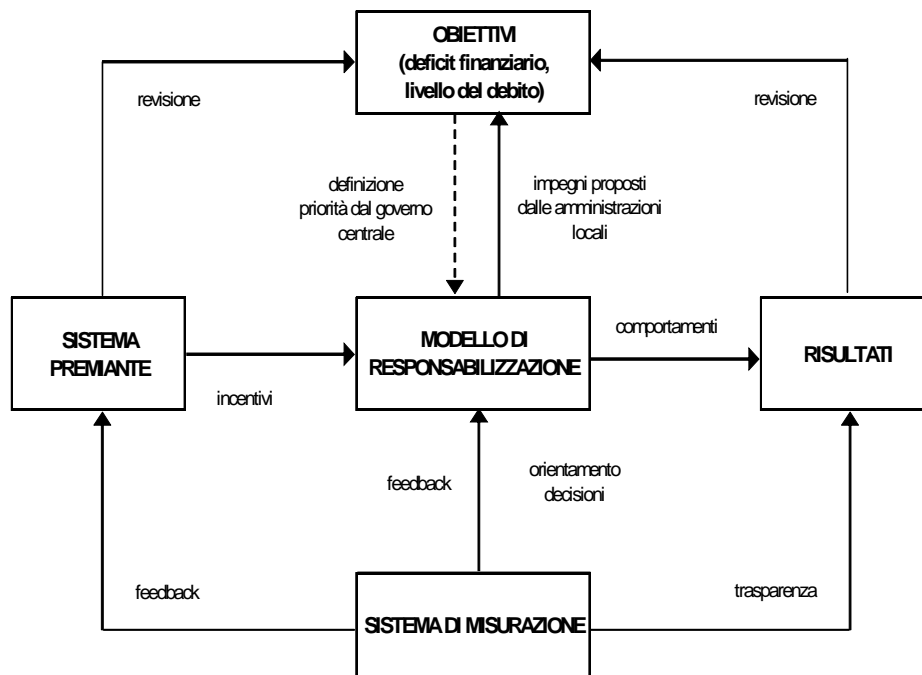 OBIETTIVI
(deficit finanziario,
livello del debito)
revisione
revisione
definizione
priorità dal governo
centrale
impegni proposti
dalle amministrazioni
locali
SISTEMA
PREMIANTE
MODELLO DI
RESPONSABILIZZAZIONE
comportamenti
RISULTATI
incentivi
feedback
orientamento
decisioni
feedback
trasparenza
SISTEMA DI MISURAZIONE